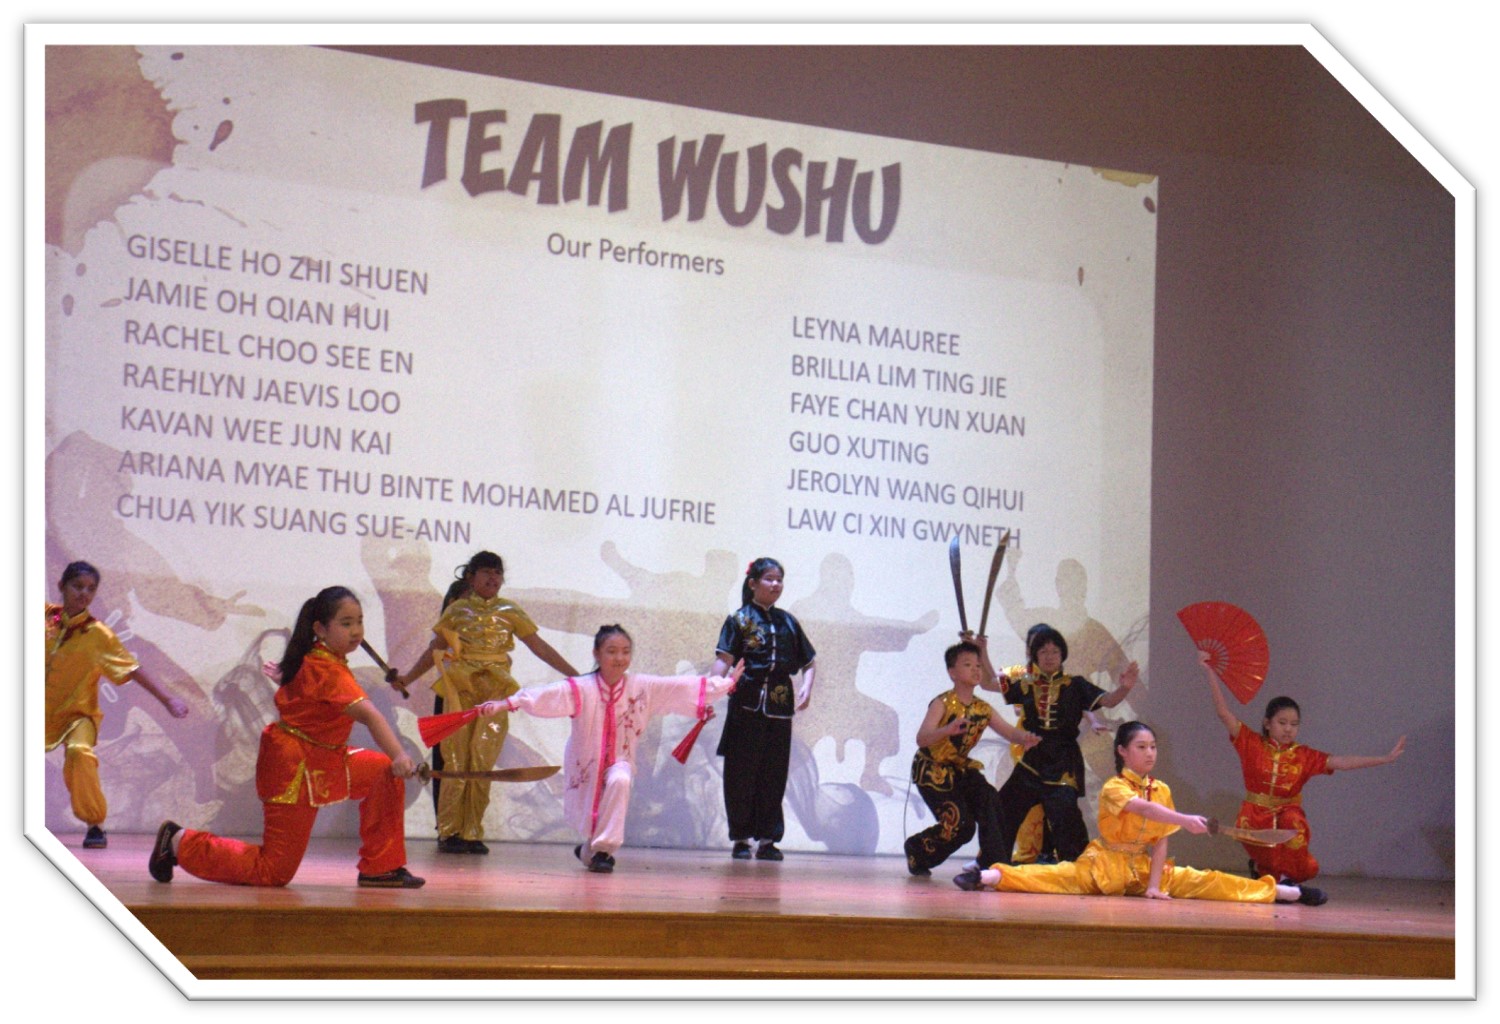 TEAM WUSHU
Our Performers
GISELLE HO ZHI SHUEN
JAMIE OH QIAN HUI
RACHEL CHOO SEE EN
RAEHLYN JAEVIS LOO
KAVAN WEE JUN KAI
ARIANA MYAE THU BINTE MOHAMED AL JUFRIE
CHUA YIK SUANG SUE-ANN
LEYNA MAUREE
BRILLIA LIM TING JIE
FAYE CHAN YUN XUAN
GUO XUTING
JEROLYN WANG QIHUI
LAW CI XIN GWYNETH